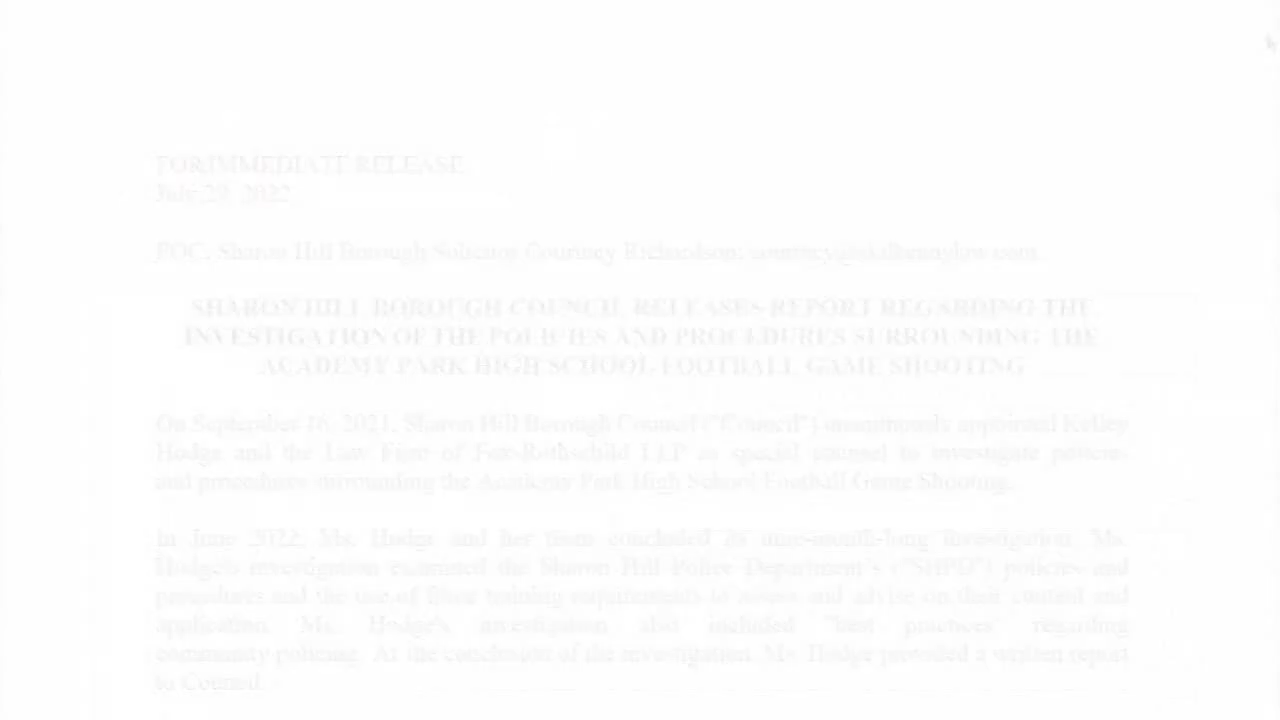 FOR IMMEDIATE RELEASE
July 2022
POC: Sharon Hill Borough Solicitor Courtney Richardson;
SHARON HILL BOROUGH COUNCIL RELEASES REPORT REGARDING THE
INVESTIGATION OF THE POLICIES AND PROCEDURES SURROUNDING THE
ACADEMY PARK HIGH SCHOOL FOOTBALL GAME SHOOTING
On September 16, 2021, Sharon Hill Borough Council ("Council") unanimously appointed Kelley
Hodge and the Law Firm of Fox Rothschild LLP as special counsel to investigate policies
and procedures surrounding the Academy Park High School Football Game Shooting.
In June 2022, Ms. Hodge and her team concluded its nine-month-long investigation. Ms.
Hodge's investigation examined the Sharon Hill Police Department's ("SHPD") policies and
procedures and the use of force training requirements to assess and advise on their content and
application. Ms. Hodge's investigation also included "best practices" regarding
community policing. At the conclusion of the investigation, Ms. Hodge provided a written report
to Council.